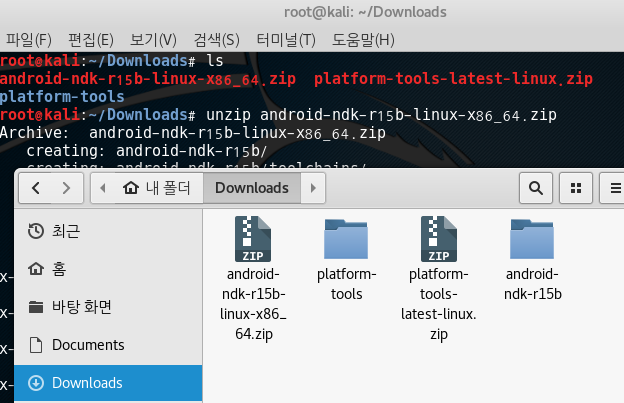 root@kali: ~/Downloads
파일(F) 편집(E) 보기(V) 검색(S) 터미널(T) 도움말(H)
root@kali:~/Downloads# ls
android-ndk-r15b-linux-x86_64.zip platform-tools-latest-linux.zip
platform-tools
root@kali:~/Downloads# unzip android-ndk-r15b-linux-x86_64.zip
Archive: android-ndk-r15b-linux-x86_64.zip
creating: android-ndk-r15b/
creating: android-ndk-r15b/toolchains/
내 폴더 Downloads
최근
홈
바탕 화면
Documents
Downloads
ZIP
android-
ndk-r15b-
linux-x86_
64.zip
platform-
tools
ZIP
platform-
tools-
latest-linux.
zip
android-
ndk-r15b
x-
x-
x-
x-